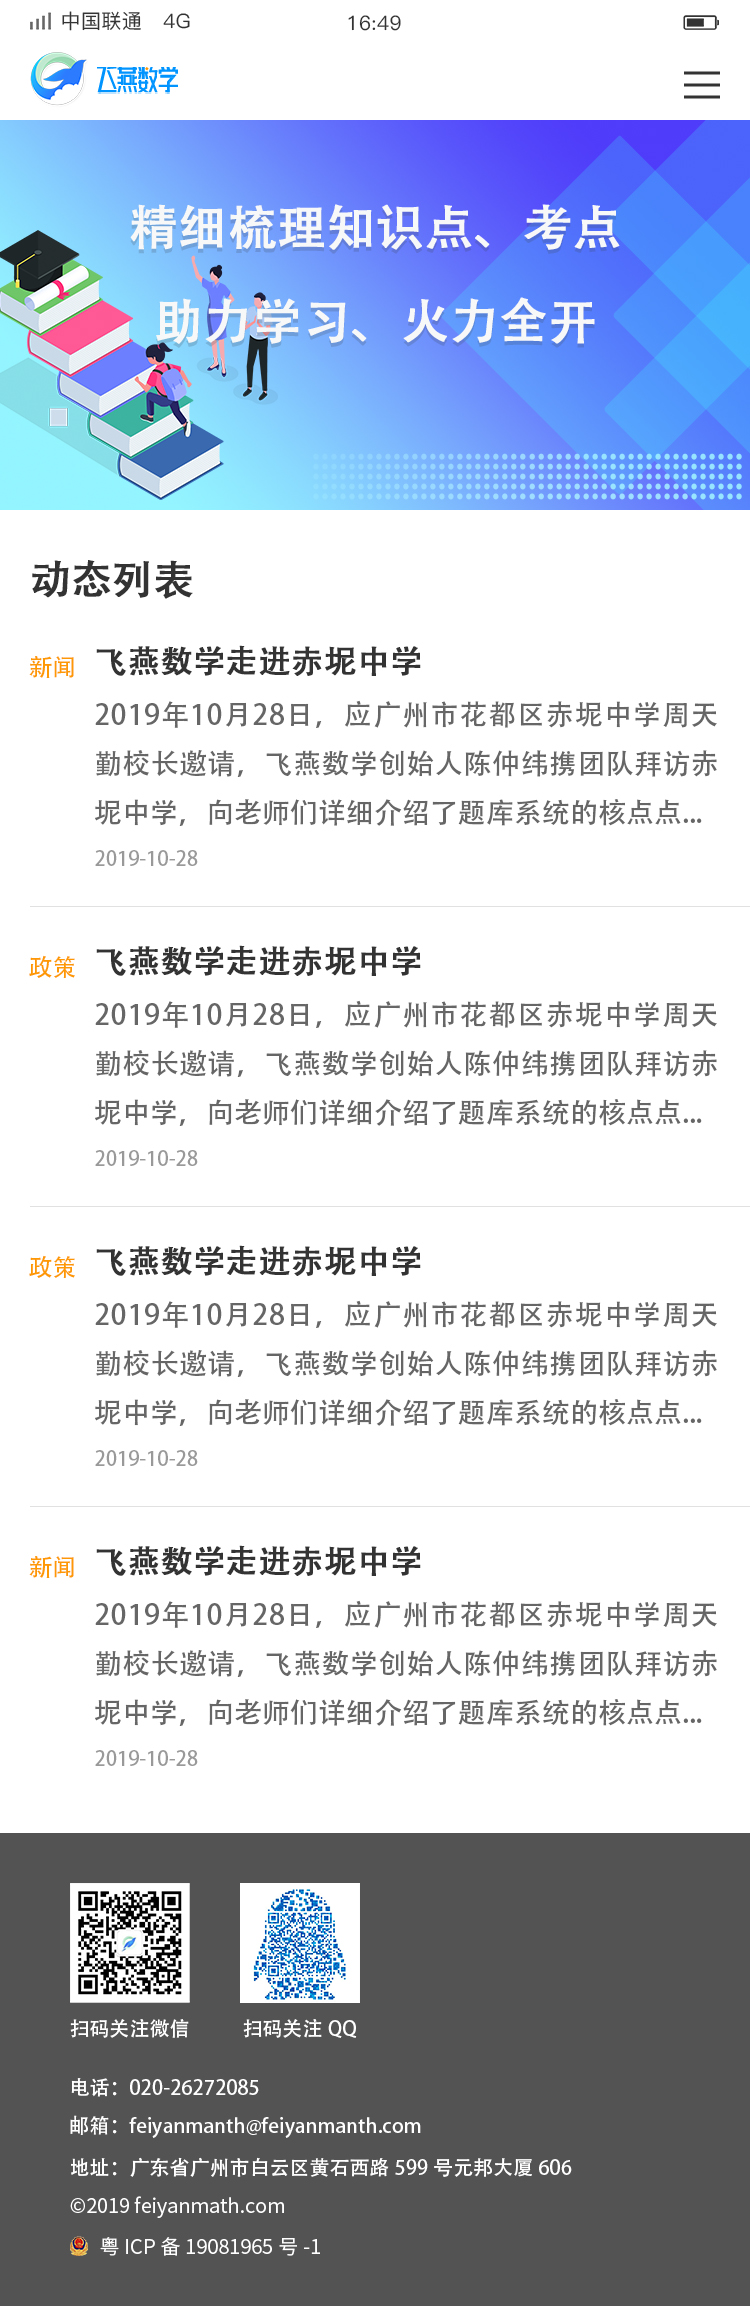 中国联通 4G 16:49
飞燕数学
精细梳理知识点、考点
助力学习、火力全开
动态列表
新闻 飞燕数学走进赤坭中学
2019年10月28日，应广州市花都区赤坭中学周天
勤校长邀请，飞燕数学创始人陈仲纬携团队拜访赤
坭中学，向老师们详细介绍了题库系统的核点点...
2019-10-28
政策 飞燕数学走进赤坭中学
2019年10月28日，应广州市花都区赤坭中学周天
勤校长邀请，飞燕数学创始人陈仲纬携团队拜访赤
坭中学，向老师们详细介绍了题库系统的核点点...
2019-10-28
政策 飞燕数学走进赤坭中学
2019年10月28日，应广州市花都区赤坭中学周天
勤校长邀请，飞燕数学创始人陈仲纬携团队拜访赤
坭中学，向老师们详细介绍了题库系统的核点点...
2019-10-28
新闻 飞燕数学走进赤坭中学
2019年10月28日，应广州市花都区赤坭中学周天
勤校长邀请，飞燕数学创始人陈仲纬携团队拜访赤
坭中学，向老师们详细介绍了题库系统的核点点...
2019-10-28
扫码关注微信 扫码关注 QQ
电话：020-26272085
邮箱：feiyanmanth@feiyanmanth.com
地址：广东省广州市白云区黄石西路 599 号元邦大厦 606
©2019 feiyanmath.com
粤 ICP 备 19081965 号 -1